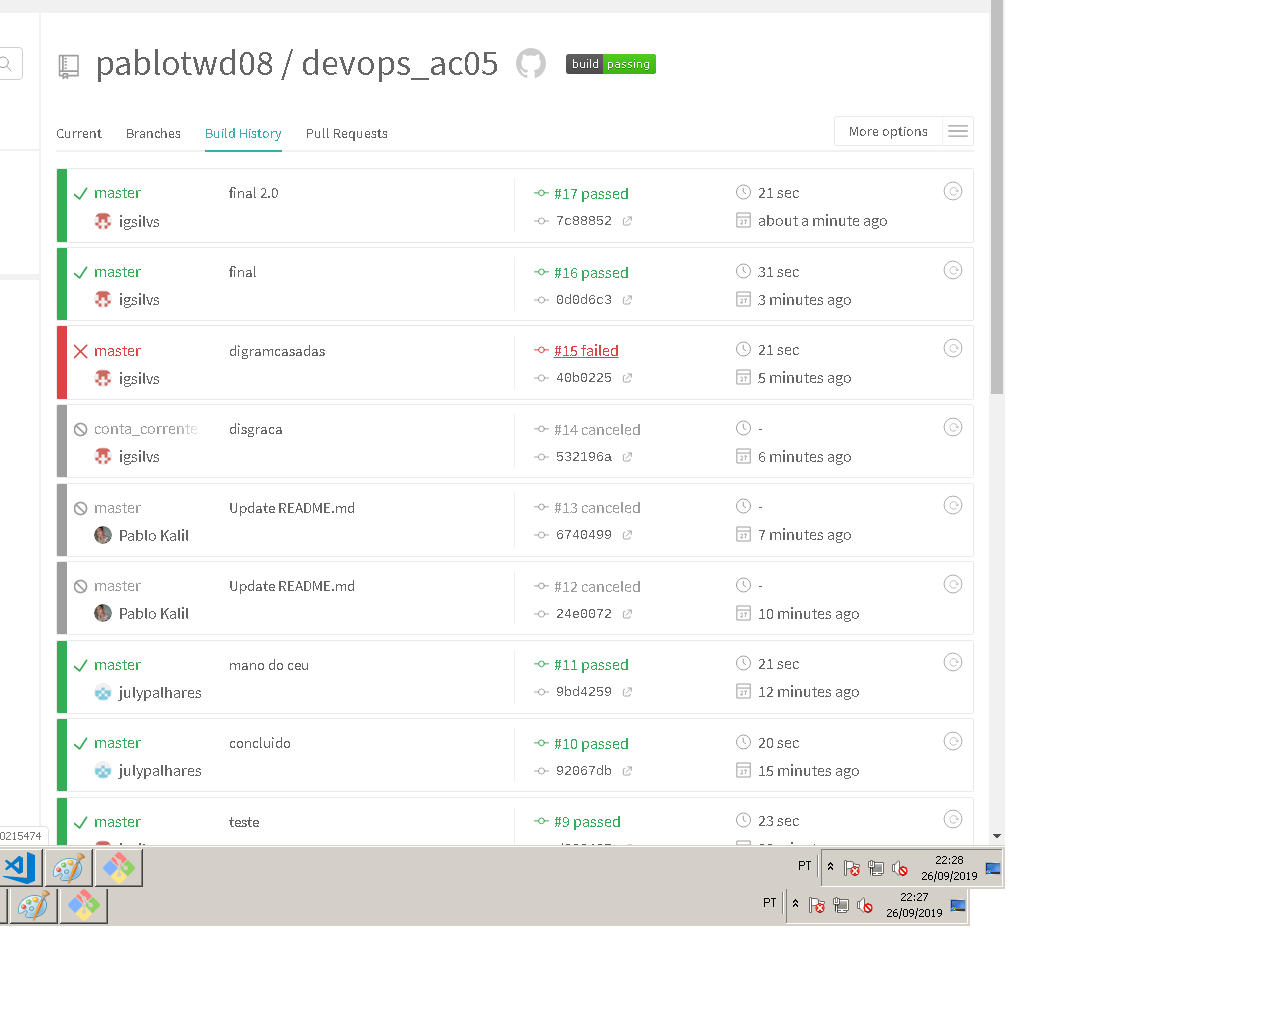 pablotwd08 / devops_ac05 build passing
Current Branches Build History Pull Requests More options
master final 2.0 #17 passed 21 sec
igsilvs 7c88852 about a minute ago
master final #16 passed 31 sec
igsilvs 0d0d6c3 3 minutes ago
master digramcasadas #15 failed 21 sec
igsilvs 40b0225 5 minutes ago
conta_corrente disgraca #14 canceled -
igsilvs 532196a 6 minutes ago
master Update README.md #13 canceled -
Pablo Kalil 6740499 7 minutes ago
master Update README.md #12 canceled -
Pablo Kalil 24e0072 10 minutes ago
master mano do ceu #11 passed 21 sec
julypalhares 9bd4259 12 minutes ago
master concluido #10 passed 20 sec
julypalhares 92067db 15 minutes ago
master teste #9 passed 23 sec
0215474
PT 22:28
26/09/2019
PT 22:27
26/09/2019